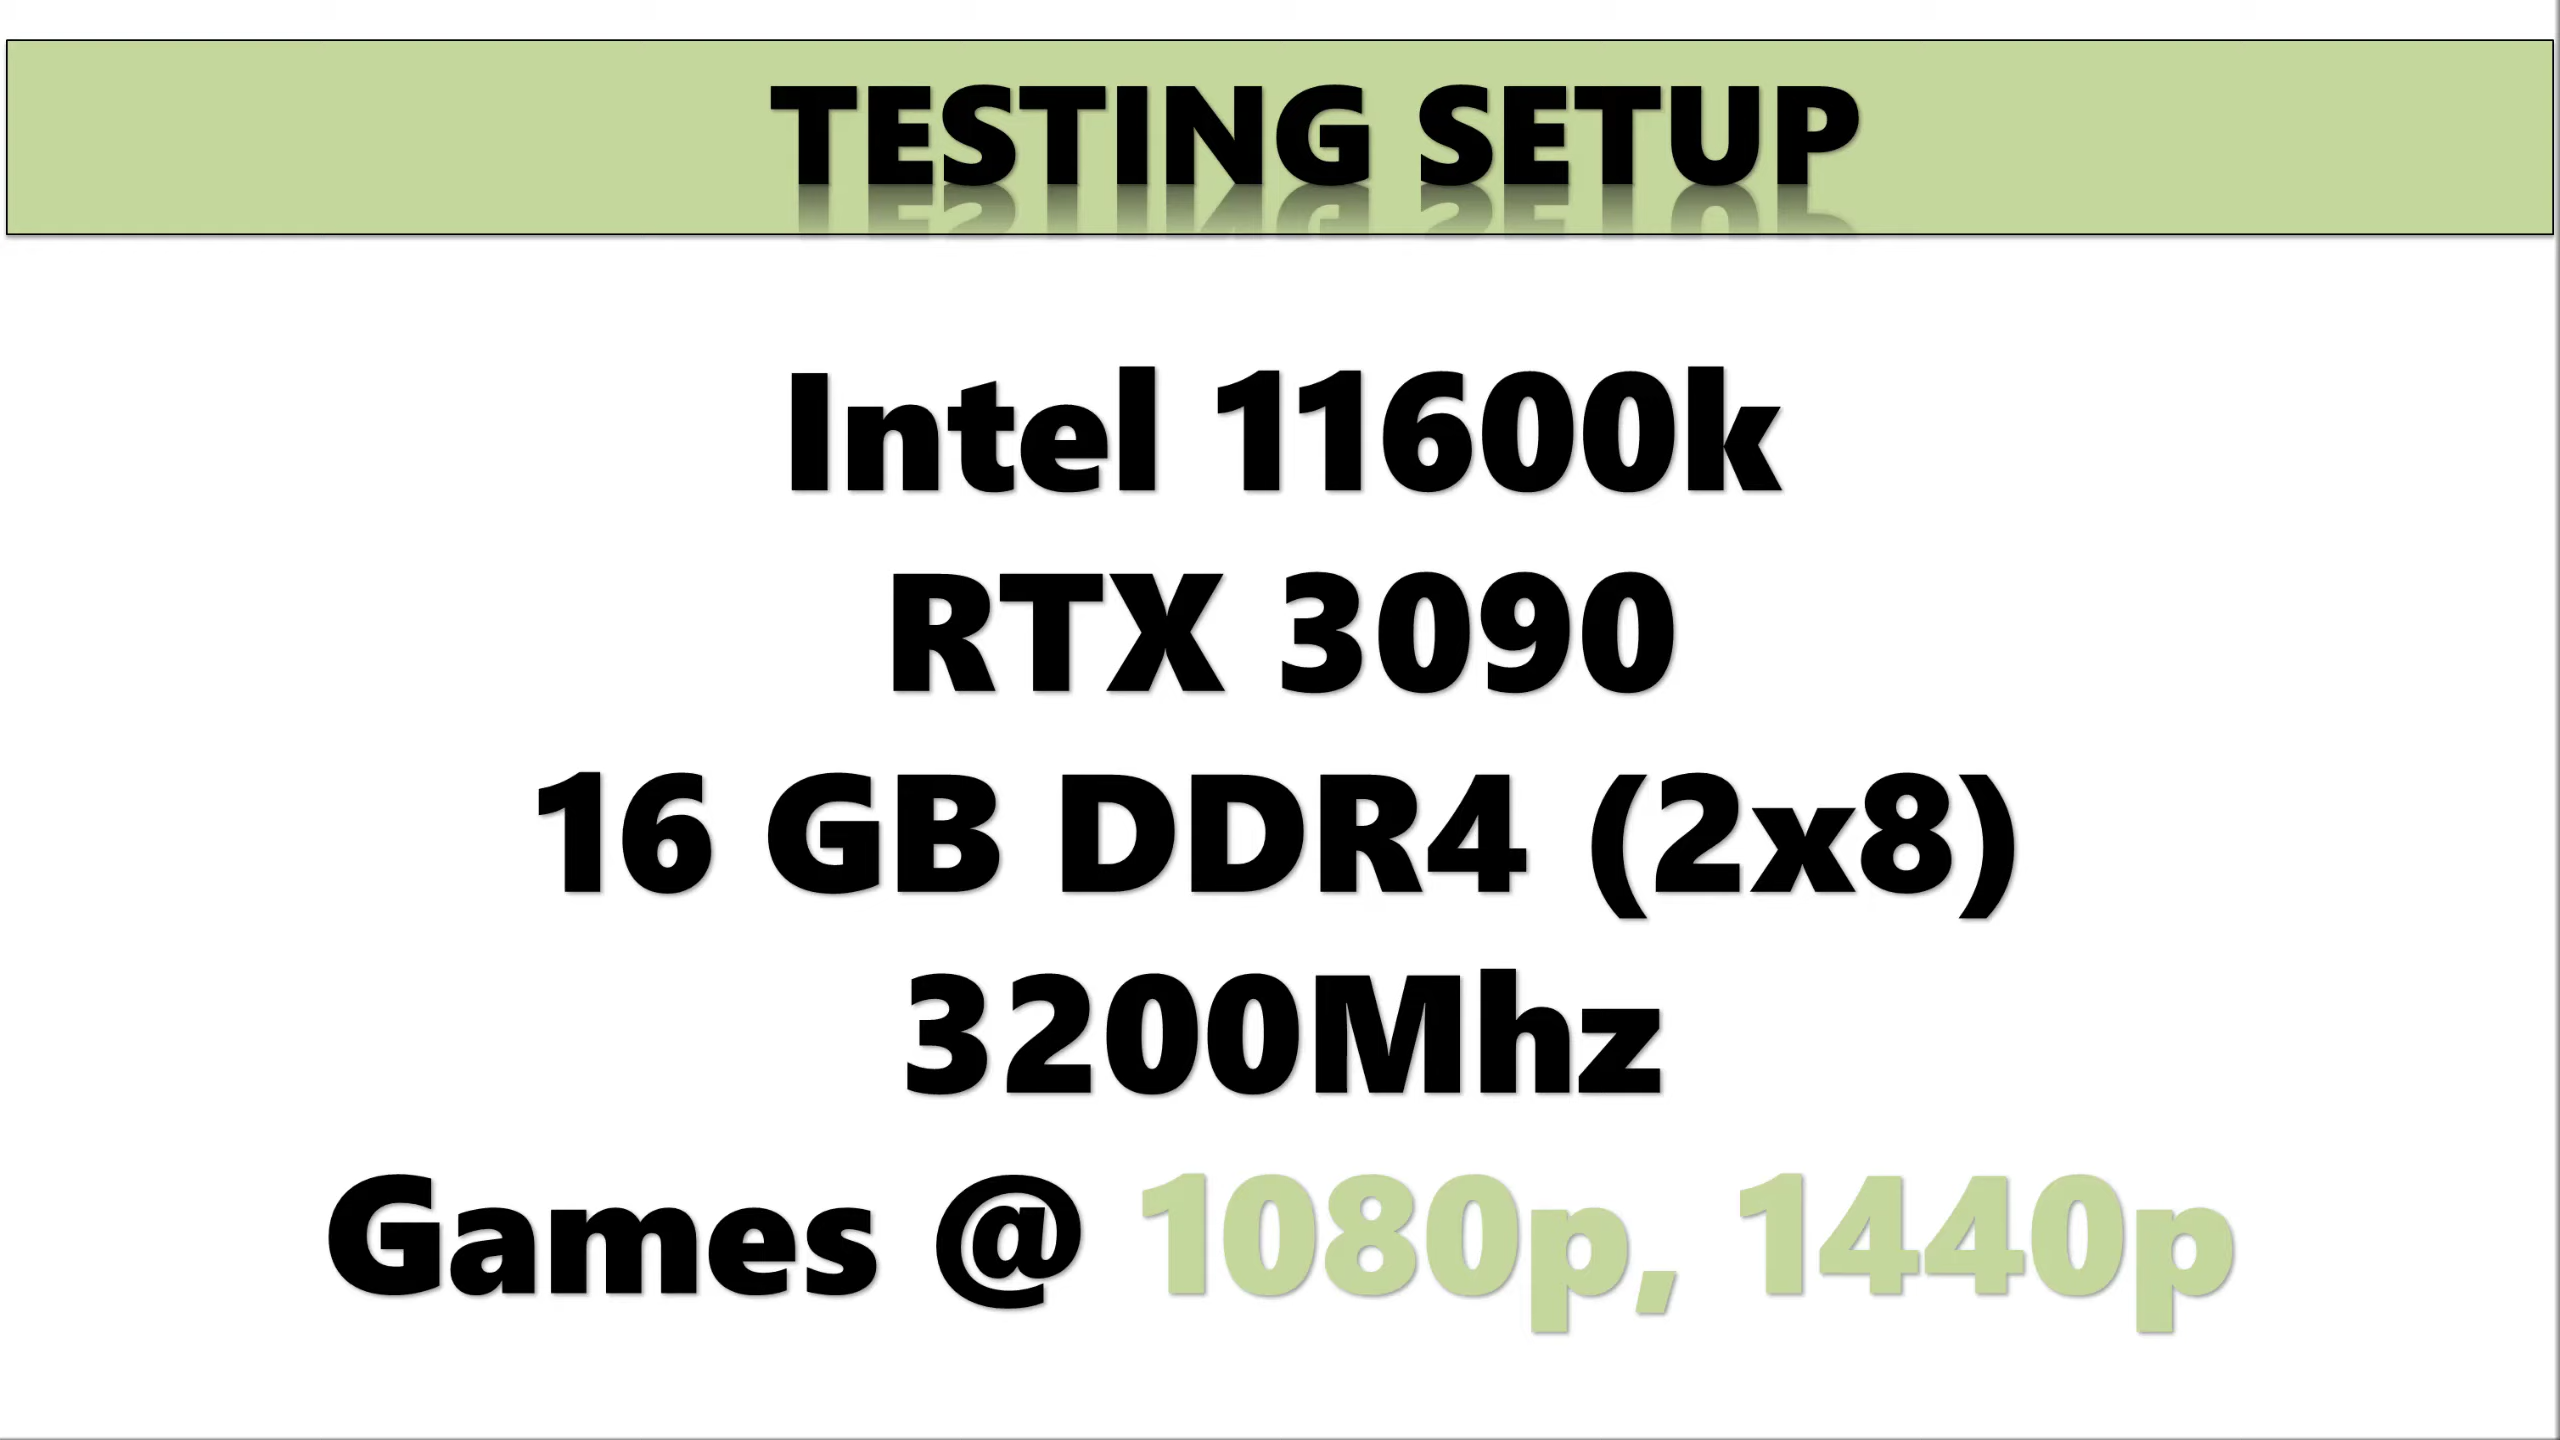 TESTING SETUP
Intel 11600k
RTX 3090
16 GB DDR4 (2x8)
3200Mhz
Games @ 1080p, 1440p